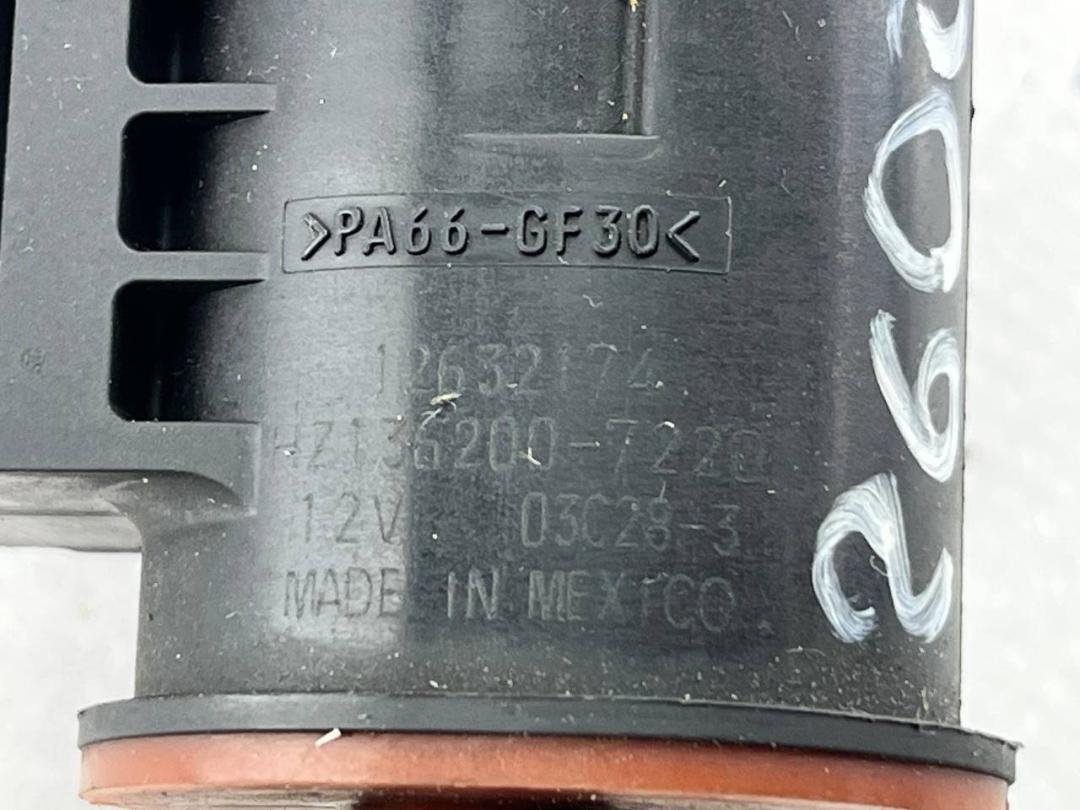 >PA66-GF30<
12632174
HZ136200-7220
12V 03C28-3
MADE IN MEXICO
2602